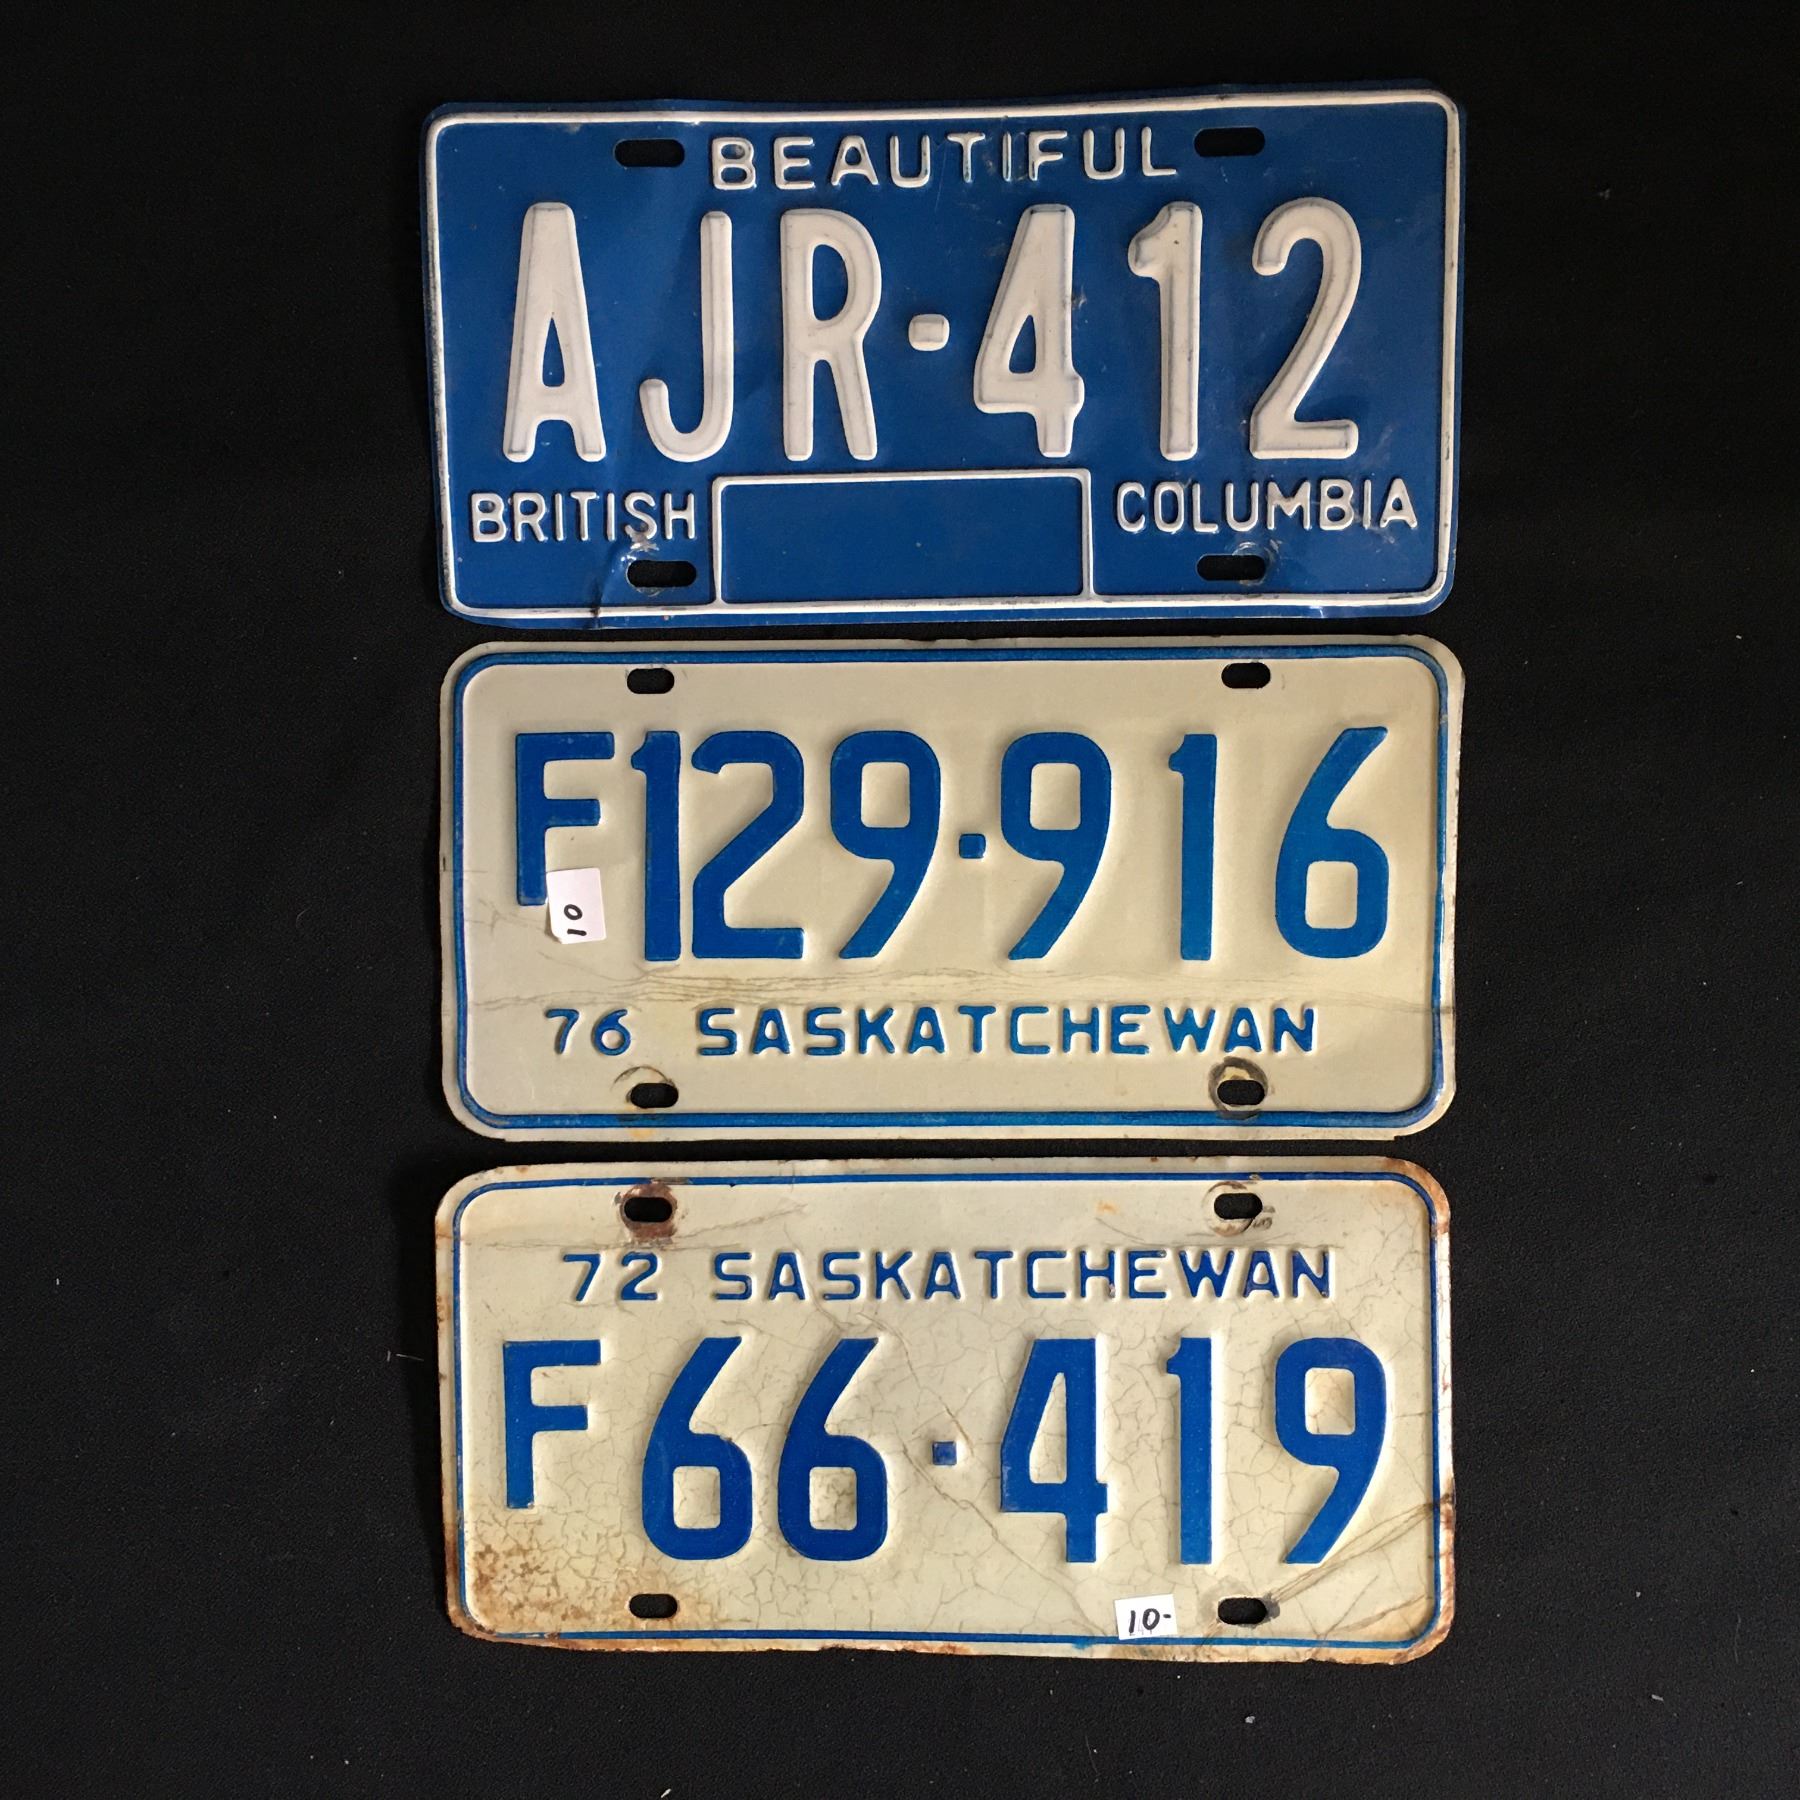 BEAUTIFUL
AJR-412
BRITISH COLUMBIA
F129-916
10
76 SASKATCHEWAN
72 SASKATCHEWAN
F66-419
10-